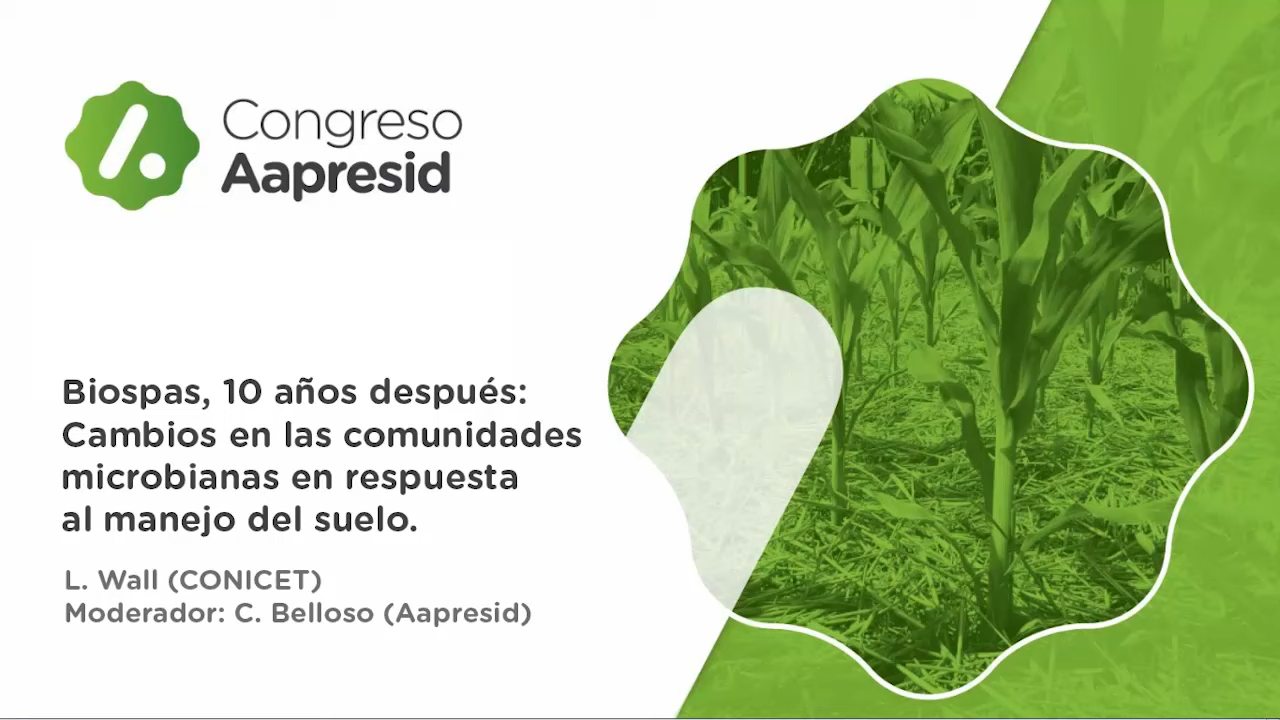 Congreso
Aapresid
Biospas, 10 años después:
Cambios en las comunidades
microbianas en respuesta
al manejo del suelo.
L. Wall (CONICET)
Moderador: C. Belloso (Aapresid)